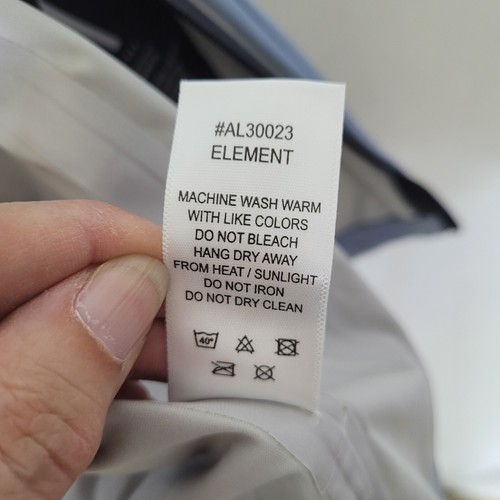 #AL30023
ELEMENT
MACHINE WASH WARM
WITH LIKE COLORS
DO NOT BLEACH
HANG DRY AWAY
FROM HEAT / SUNLIGHT
DO NOT IRON
DO NOT DRY CLEAN
40°